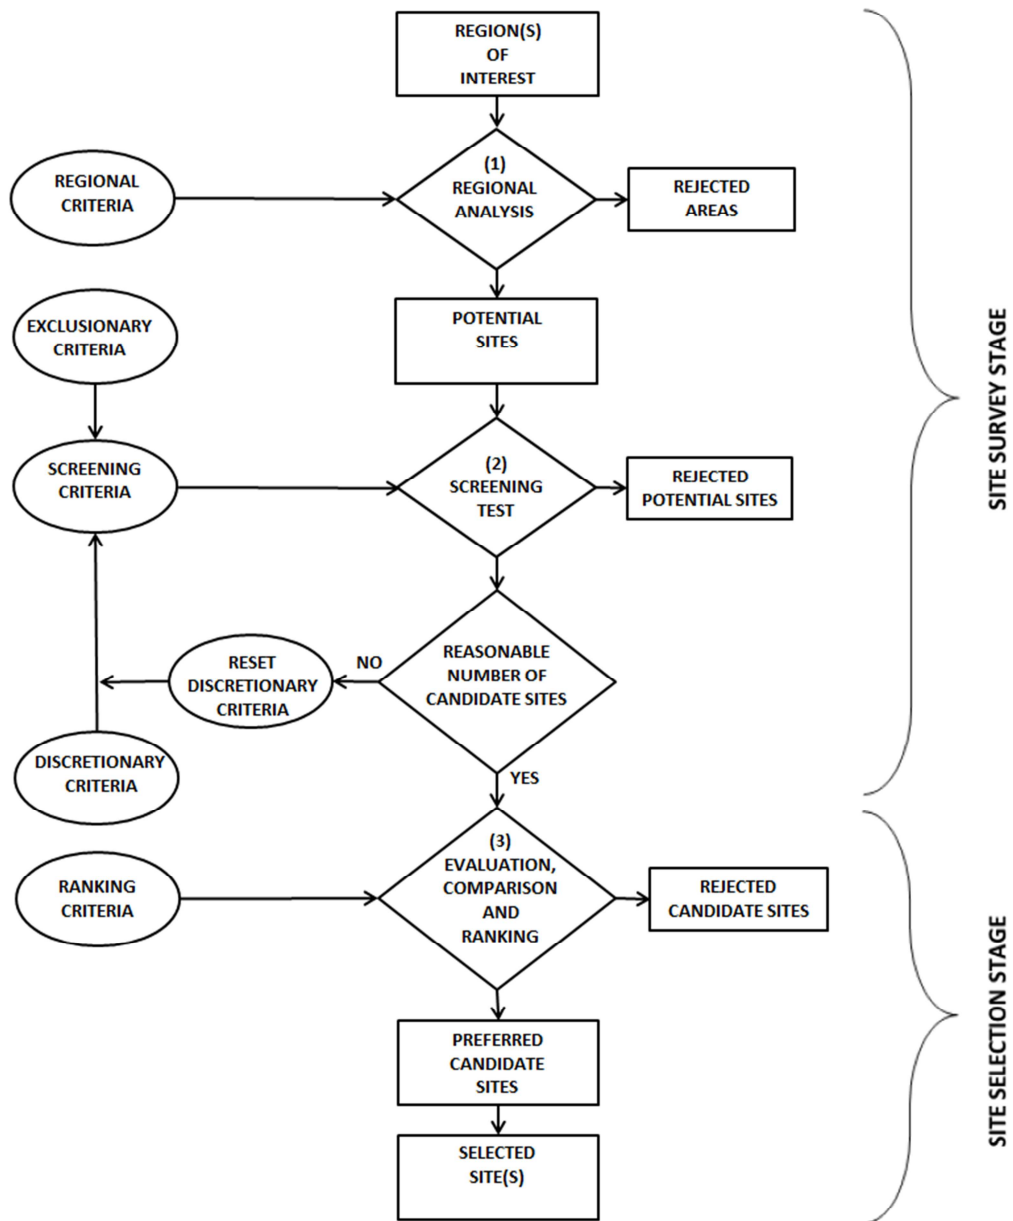 REGION(S)
OF
INTEREST
(1)
REGIONAL
ANALYSIS
REGIONAL
CRITERIA
REJECTED
AREAS
POTENTIAL
SITES
EXCLUSIONARY
CRITERIA
SCREENING
CRITERIA
(2)
SCREENING
TEST
REJECTED
POTENTIAL SITES
REASONABLE
NUMBER OF
CANDIDATE SITES
NO
RESET
DISCRETIONARY
CRITERIA
DISCRETIONARY
CRITERIA
YES
(3)
EVALUATION,
COMPARISON
AND
RANKING
RANKING
CRITERIA
REJECTED
CANDIDATE SITES
PREFERRED
CANDIDATE
SITES
SELECTED
SITE(S)
SITE SURVEY STAGE
SITE SELECTION STAGE